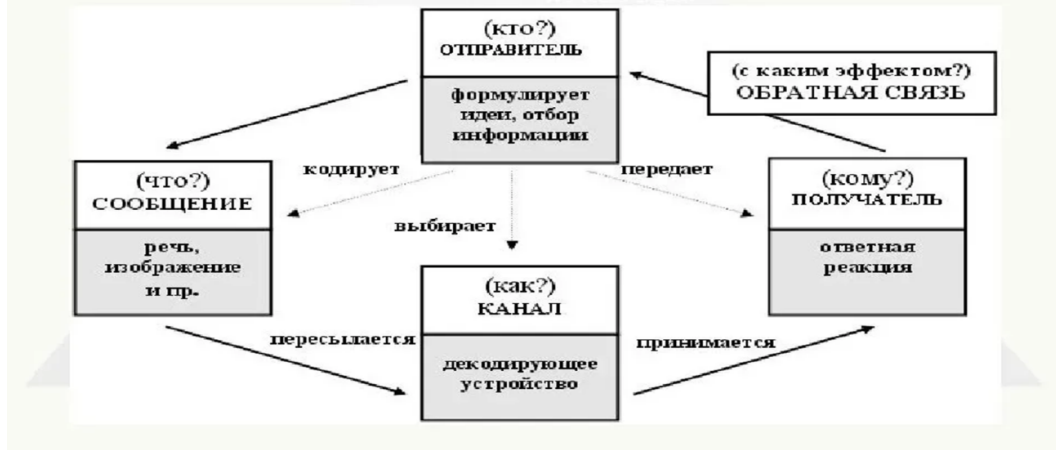 (кто?)
ОТПРАВИТЕЛЬ
формулирует
идеи, отбор
информации
(с каким эффектом?)
ОБРАТНАЯ СВЯЗЬ
кодирует
передает
выбирает
(что?)
СООБЩЕНИЕ
речь,
изображение
и пр.
(кому?)
ПОЛУЧАТЕЛЬ
ответная
реакция
(как?)
КАНАЛ
декодирующее
устройство
пересылается
принимается